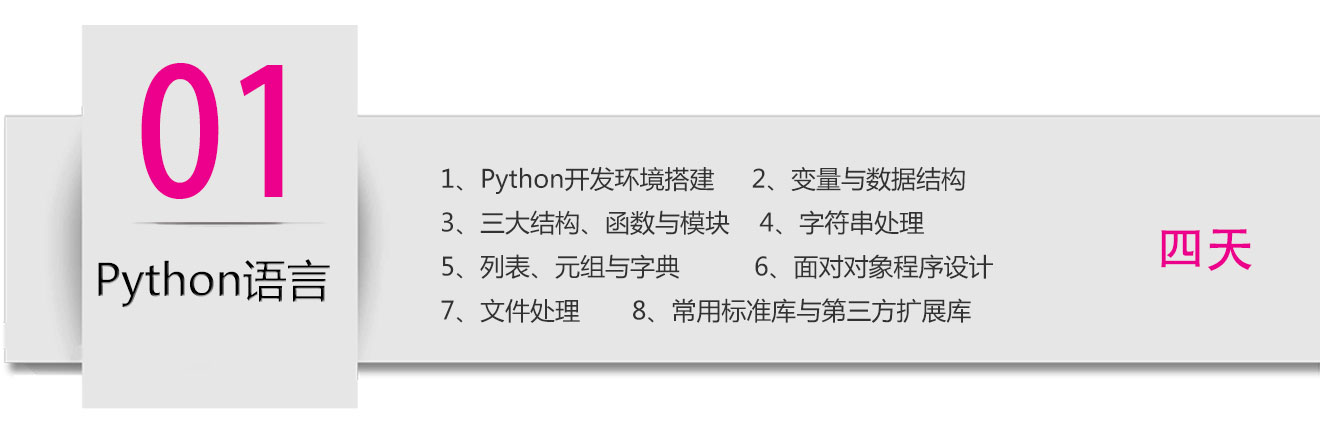 01
Python语言
1、Python开发环境搭建 2、变量与数据结构
3、三大结构、函数与模块 4、字符串处理
5、列表、元组与字典 6、面对对象程序设计
7、文件处理 8、常用标准库与第三方扩展库
四天